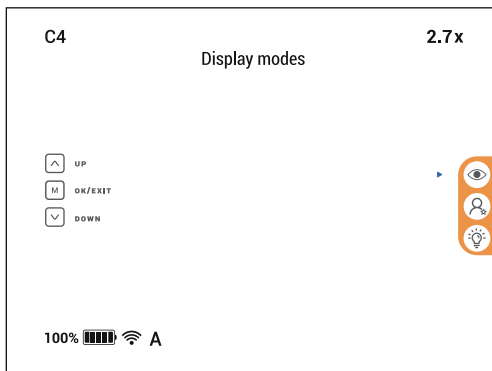 C4
2.7x
Display modes
UP
M OK/EXIT
DOWN
100% A